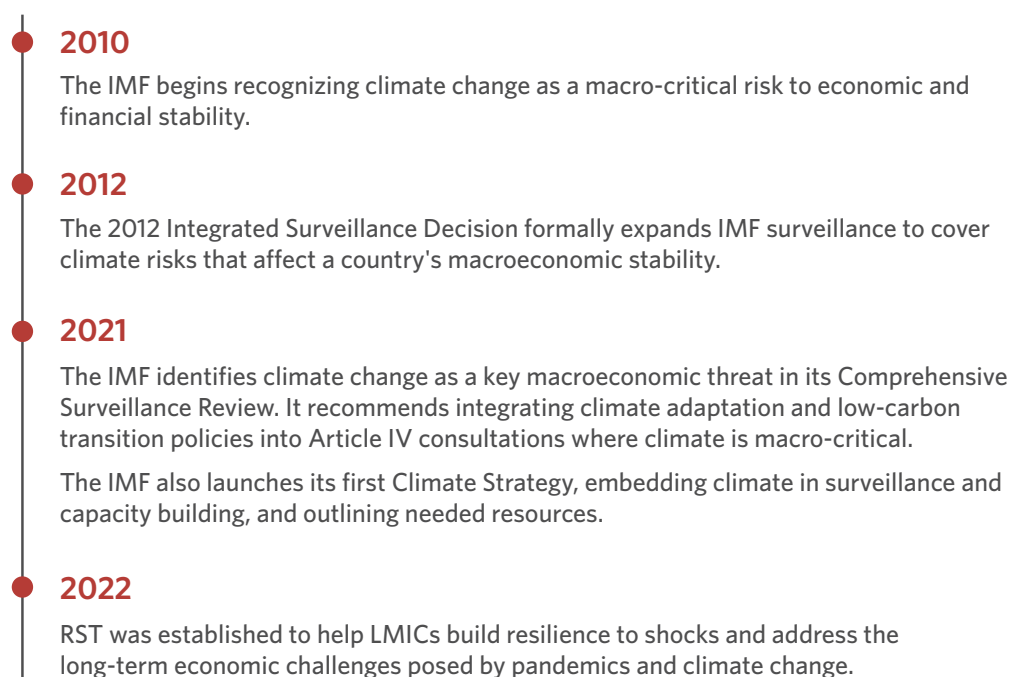 2010
The IMF begins recognizing climate change as a macro-critical risk to economic and
financial stability.
2012
The 2012 Integrated Surveillance Decision formally expands IMF surveillance to cover
climate risks that affect a country's macroeconomic stability.
2021
The IMF identifies climate change as a key macroeconomic threat in its Comprehensive
Surveillance Review. It recommends integrating climate adaptation and low-carbon
transition policies into Article IV consultations where climate is macro-critical.
The IMF also launches its first Climate Strategy, embedding climate in surveillance and
capacity building, and outlining needed resources.
2022
RST was established to help LMICs build resilience to shocks and address the
long-term economic challenges posed by pandemics and climate change.